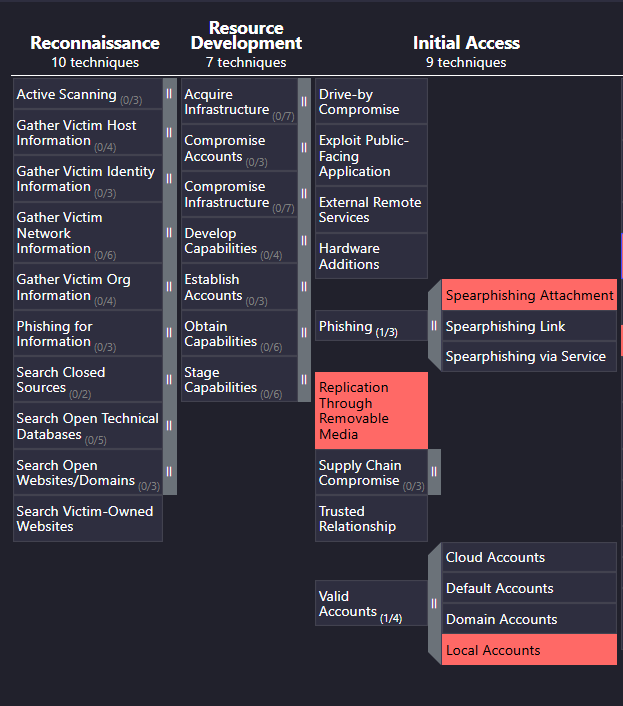 Reconnaissance
10 techniques
Active Scanning (0/3)
Gather Victim Host
Information (0/4)
Gather Victim Identity
Information (0/3)
Gather Victim
Network
Information (0/6)
Gather Victim Org
Information (0/4)
Phishing for
Information (0/3)
Search Closed
Sources (0/2)
Search Open Technical
Databases (0/5)
Search Open
Websites/Domains (0/3)
Search Victim-Owned
Websites
Resource
Development
7 techniques
Acquire
Infrastructure (0/7)
Compromise
Accounts (0/3)
Compromise
Infrastructure (0/7)
Develop
Capabilities (0/4)
Establish
Accounts (0/3)
Obtain
Capabilities (0/6)
Stage
Capabilities (0/6)
Initial Access
9 techniques
Drive-by
Compromise
Exploit Public-
Facing
Application
External Remote
Services
Hardware
Additions
Phishing (1/3)
Spearphishing Attachment
Spearphishing Link
Spearphishing via Service
Replication
Through
Removable
Media
Supply Chain
Compromise (0/3)
Trusted
Relationship
Valid
Accounts (1/4)
Cloud Accounts
Default Accounts
Domain Accounts
Local Accounts